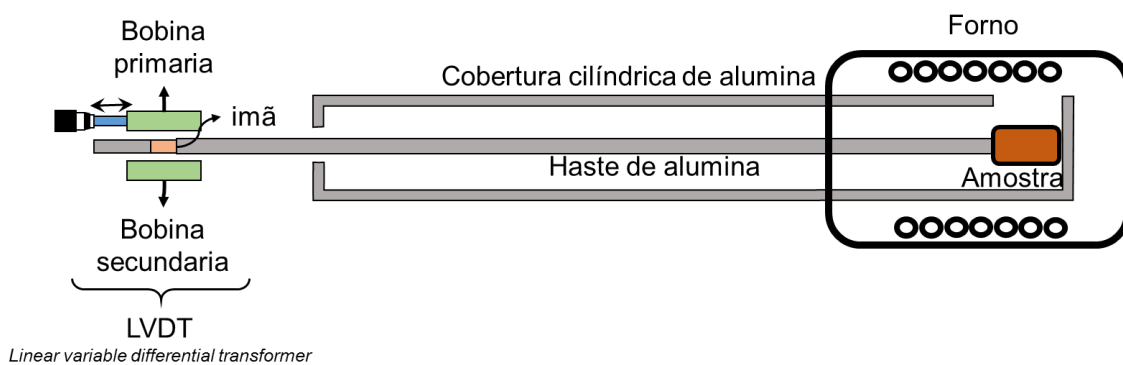 Forno
Bobina
primaria
Cobertura cilíndrica de alumina
imã
Haste de alumina
Amostra
Bobina
secundaria
LVDT
Linear variable differential transformer